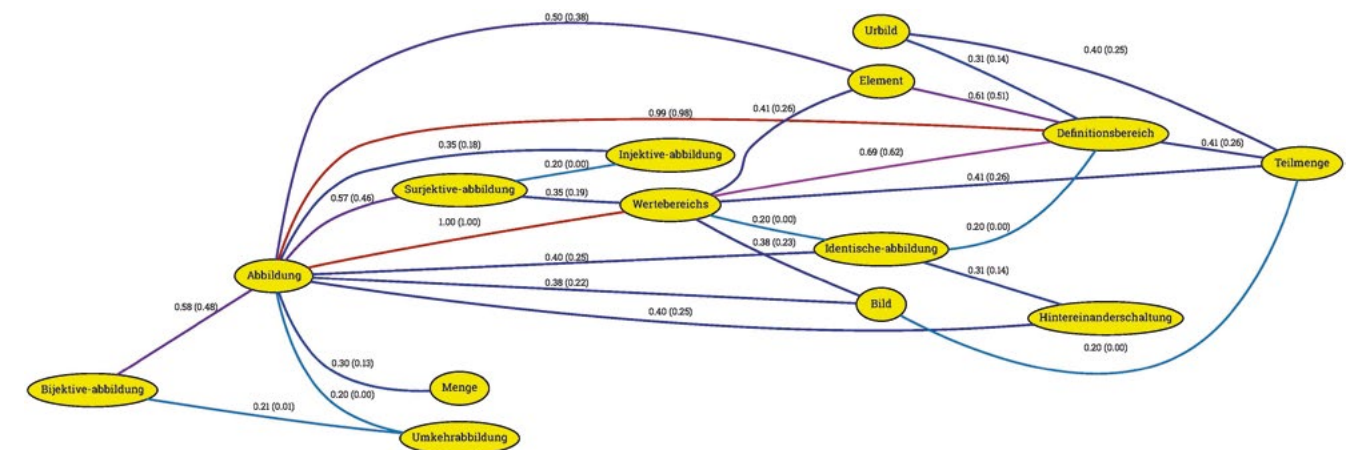 0.50 (0.38)
Urbild
0.40 (0.25)
0.31 (0.14)
Element
0.61 (0.51)
0.41 (0.26)
0.99 (0.98)
Definitionsbereich
0.35 (0.18)
Injektive-abbildung
0.69 (0.62)
0.41 (0.26)
Teilmenge
0.20 (0.00)
0.41 (0.26)
Surjektive-abbildung
0.57 (0.46)
0.35 (0.19)
Wertebereichs
1.00 (1.00)
0.20 (0.00)
0.20 (0.00)
0.38 (0.23)
Identische-abbildung
0.40 (0.25)
0.31 (0.14)
Abbildung
0.38 (0.22)
Bild
0.58 (0.48)
0.40 (0.25)
Hintereinanderschaltung
0.20 (0.00)
0.30 (0.13)
Bijektive-abbildung
Menge
0.20 (0.00)
0.21 (0.01)
Umkehrabbildung